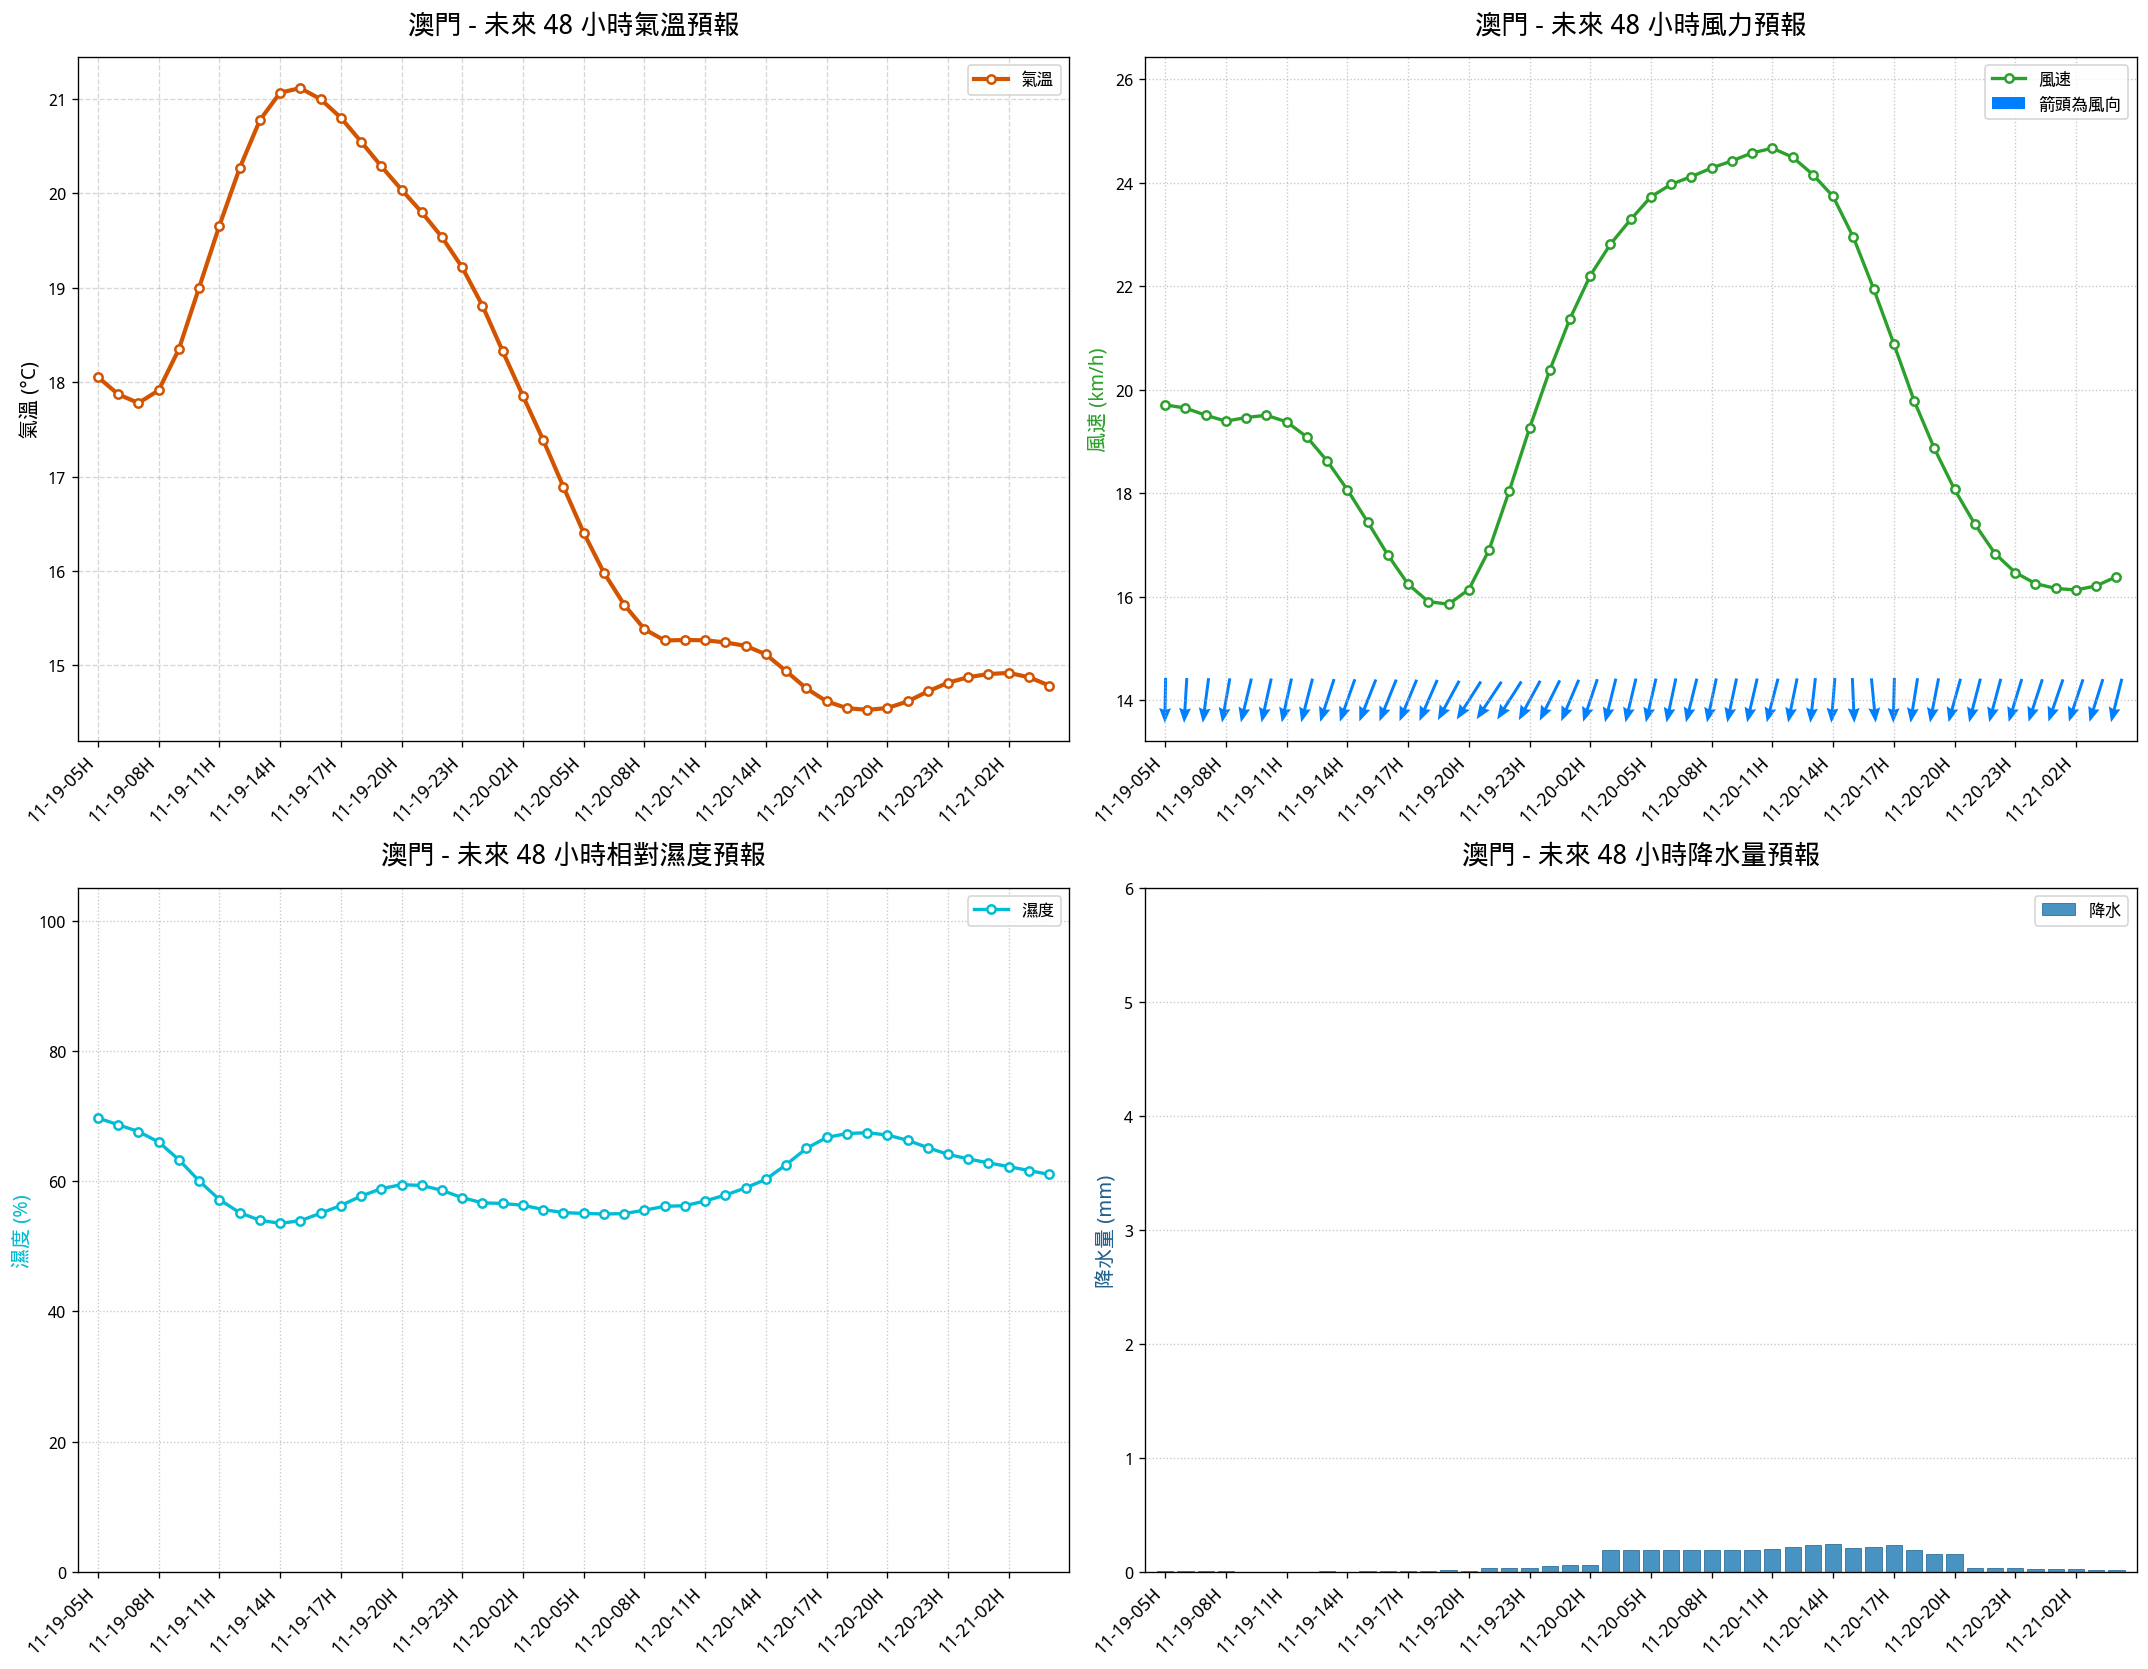 澳門 - 未來 48 小時氣溫預報
氣溫
21
20
19
18
17
16
15
氣溫 (°C)
11-19-05H
11-19-08H
11-19-11H
11-19-14H
11-19-17H
11-19-20H
11-19-23H
11-20-02H
11-20-05H
11-20-08H
11-20-11H
11-20-14H
11-20-17H
11-20-20H
11-20-23H
11-21-02H
澳門 - 未來 48 小時風力預報
風速
箭頭為風向
26
24
22
20
18
16
14
風速 (km/h)
11-19-05H
11-19-08H
11-19-11H
11-19-14H
11-19-17H
11-19-20H
11-19-23H
11-20-02H
11-20-05H
11-20-08H
11-20-11H
11-20-14H
11-20-17H
11-20-20H
11-20-23H
11-21-02H
澳門 - 未來 48 小時相對濕度預報
濕度
100
80
60
40
20
0
濕度 (%)
11-19-05H
11-19-08H
11-19-11H
11-19-14H
11-19-17H
11-19-20H
11-19-23H
11-20-02H
11-20-05H
11-20-08H
11-20-11H
11-20-14H
11-20-17H
11-20-20H
11-20-23H
11-21-02H
澳門 - 未來 48 小時降水量預報
降水
6
5
4
3
2
1
0
降水量 (mm)
11-19-05H
11-19-08H
11-19-11H
11-19-14H
11-19-17H
11-19-20H
11-19-23H
11-20-02H
11-20-05H
11-20-08H
11-20-11H
11-20-14H
11-20-17H
11-20-20H
11-20-23H
11-21-02H